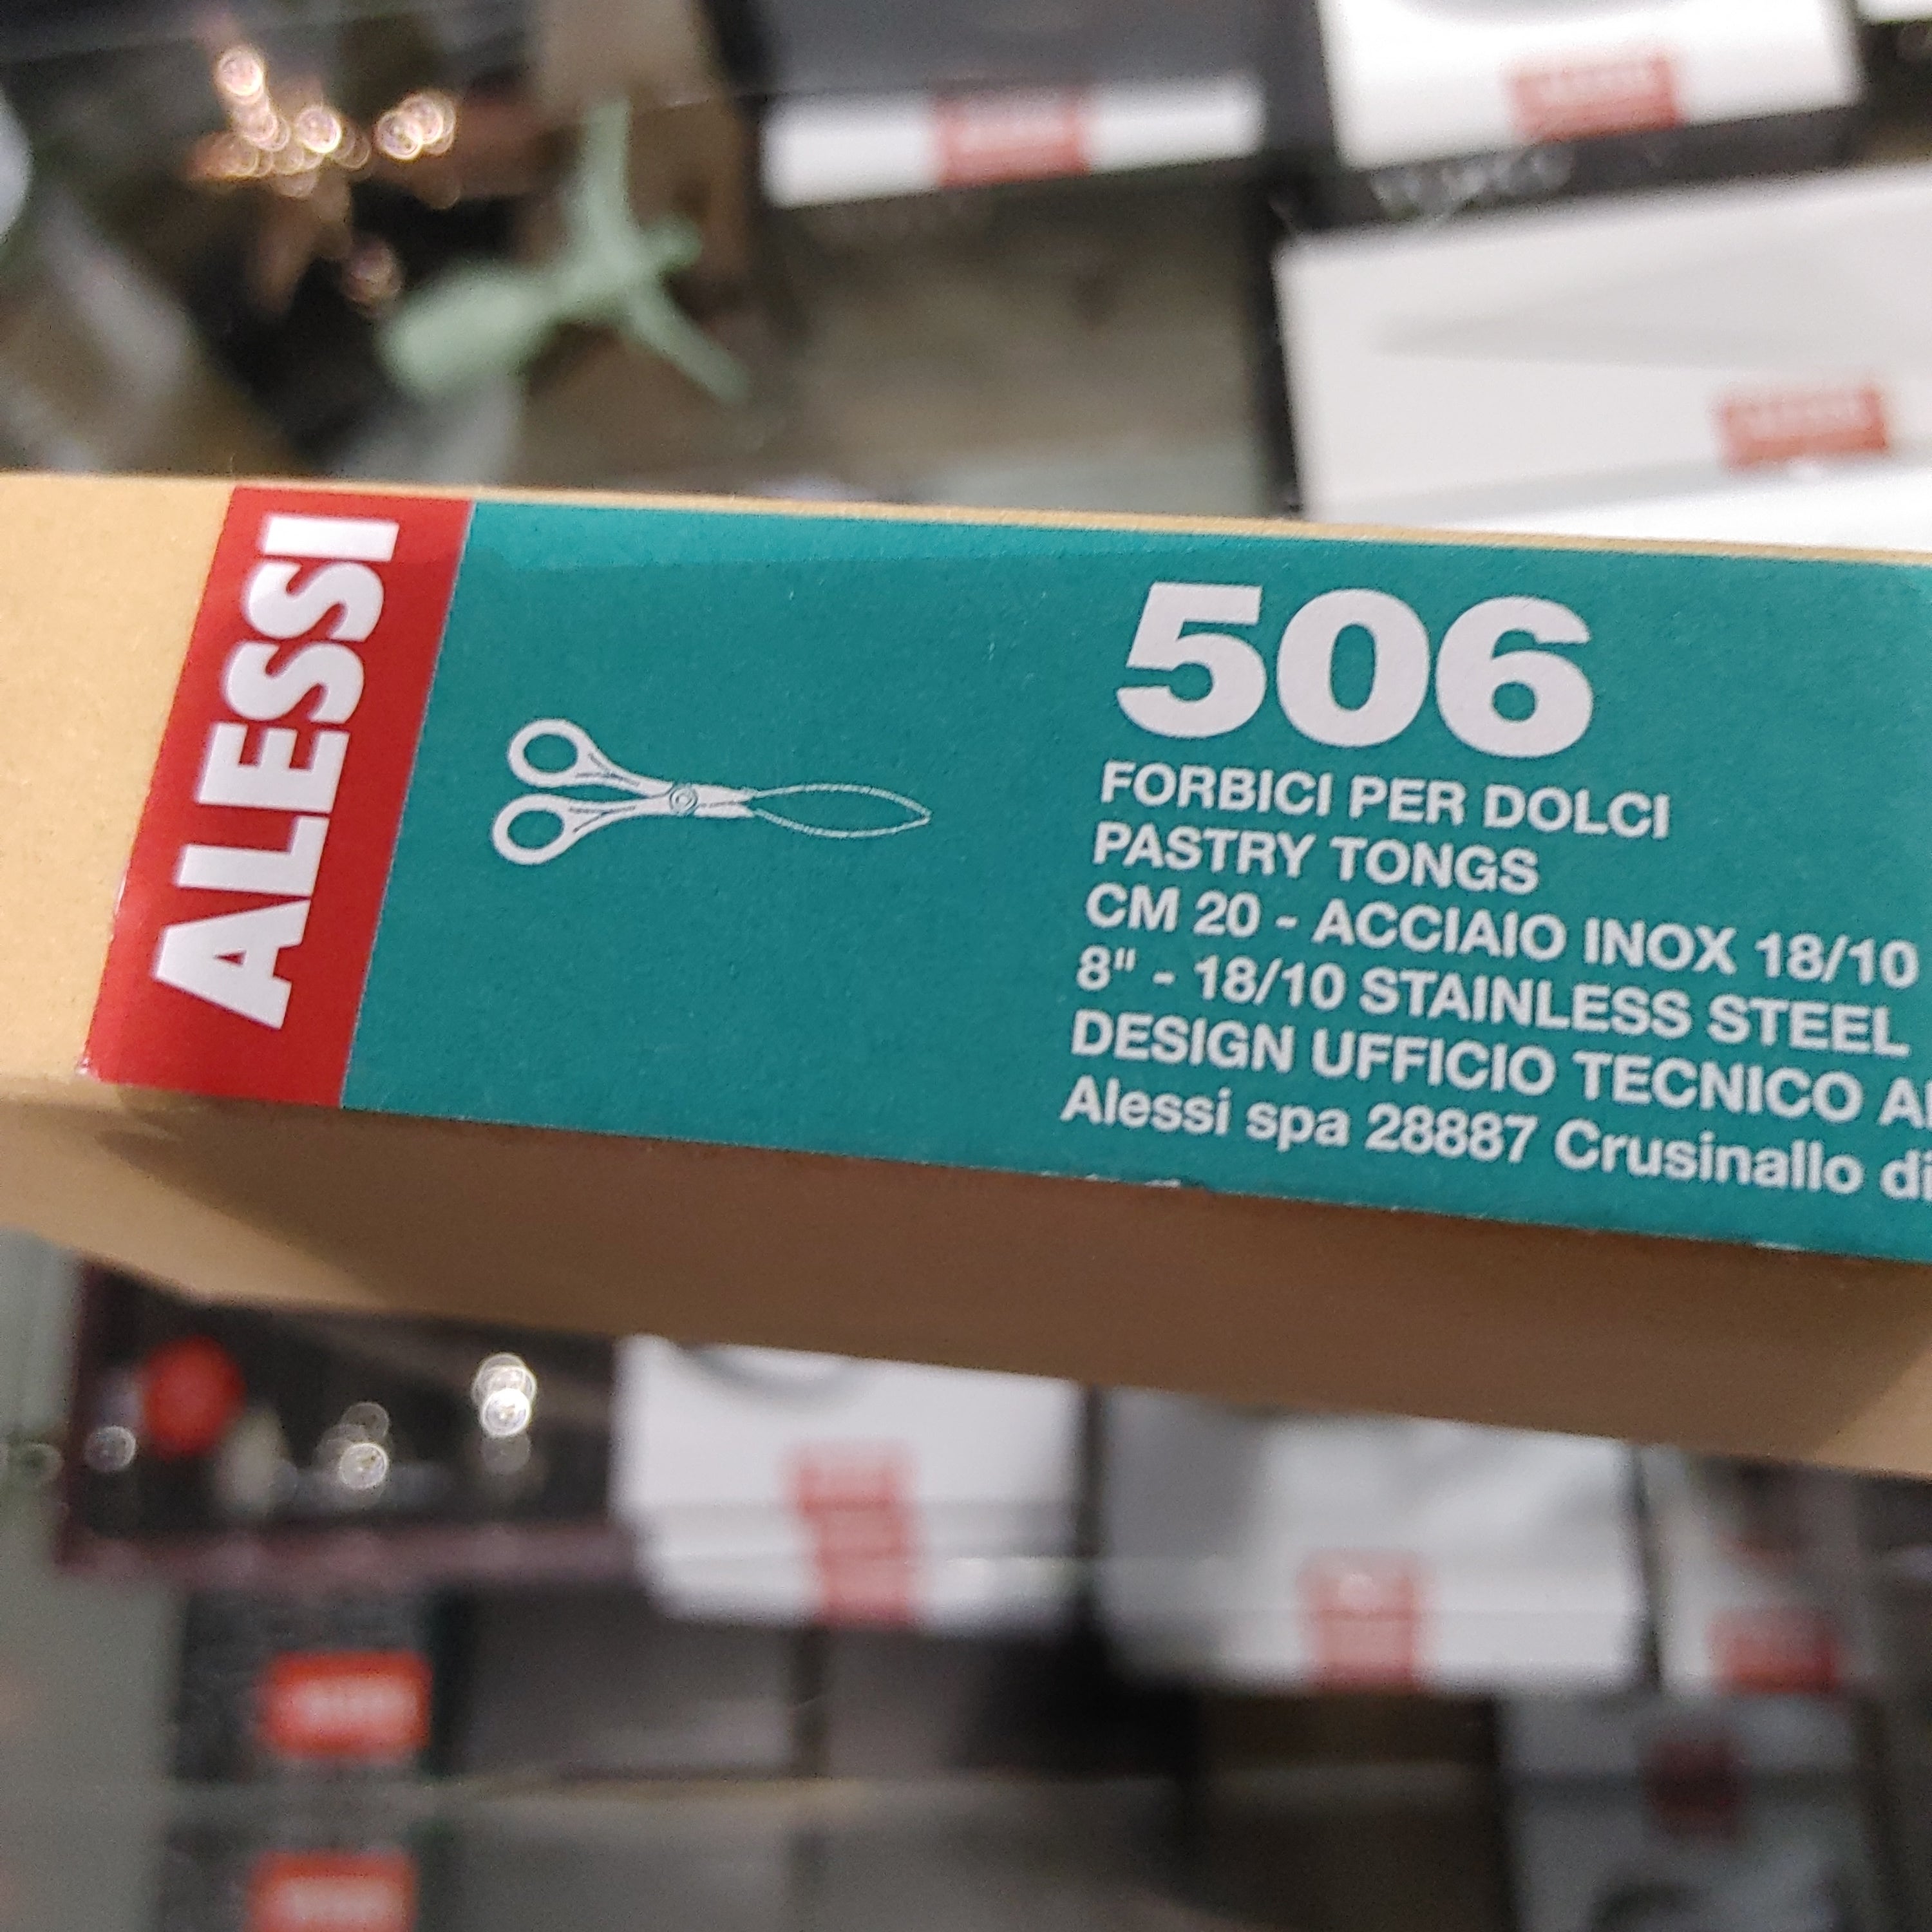 ALESSI
506
FORBICI PER DOLCI
PASTRY TONGS
CM 20 - ACCIAIO INOX 18/10
8" - 18/10 STAINLESS STEEL
DESIGN UFFICIO TECNICO
Alessi spa 28887 Crusinallo di